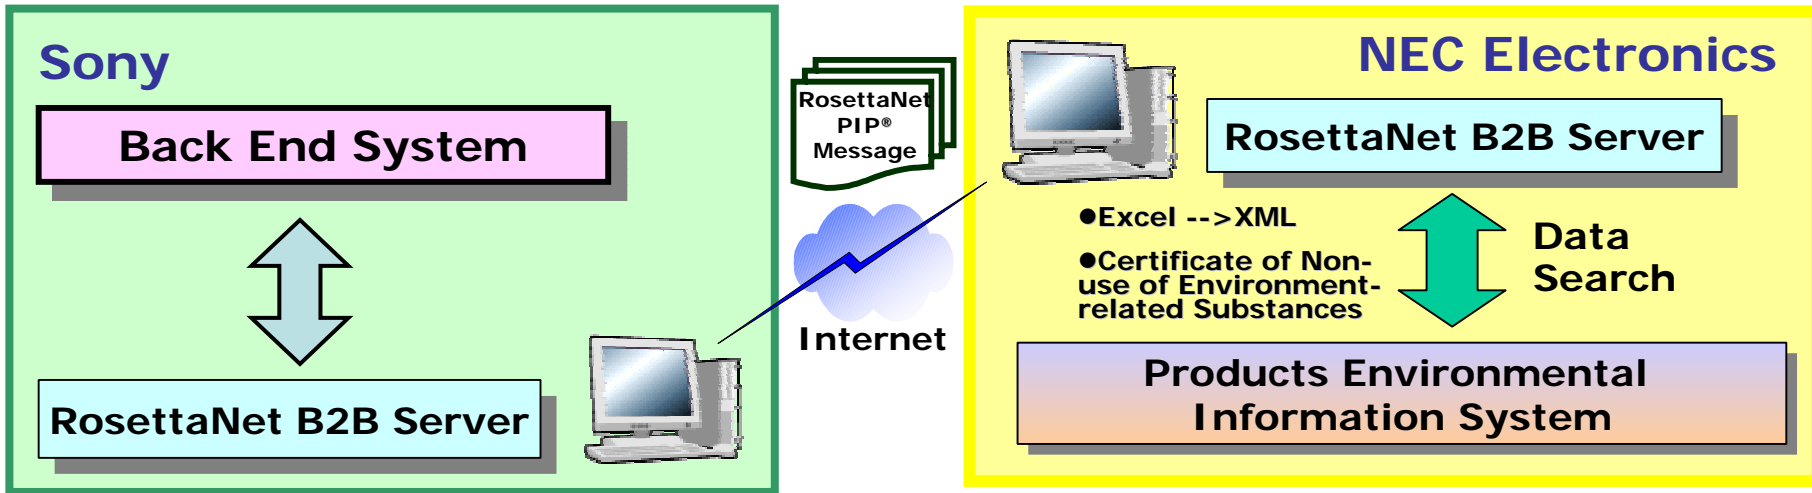 Sony
Back End System
RosettaNet B2B Server
RosettaNet
PIP®
Message
Internet
NEC Electronics
RosettaNet B2B Server
●Excel -->XML
●Certificate of Non-
use of Environment-
related Substances
Data
Search
Products Environmental
Information System